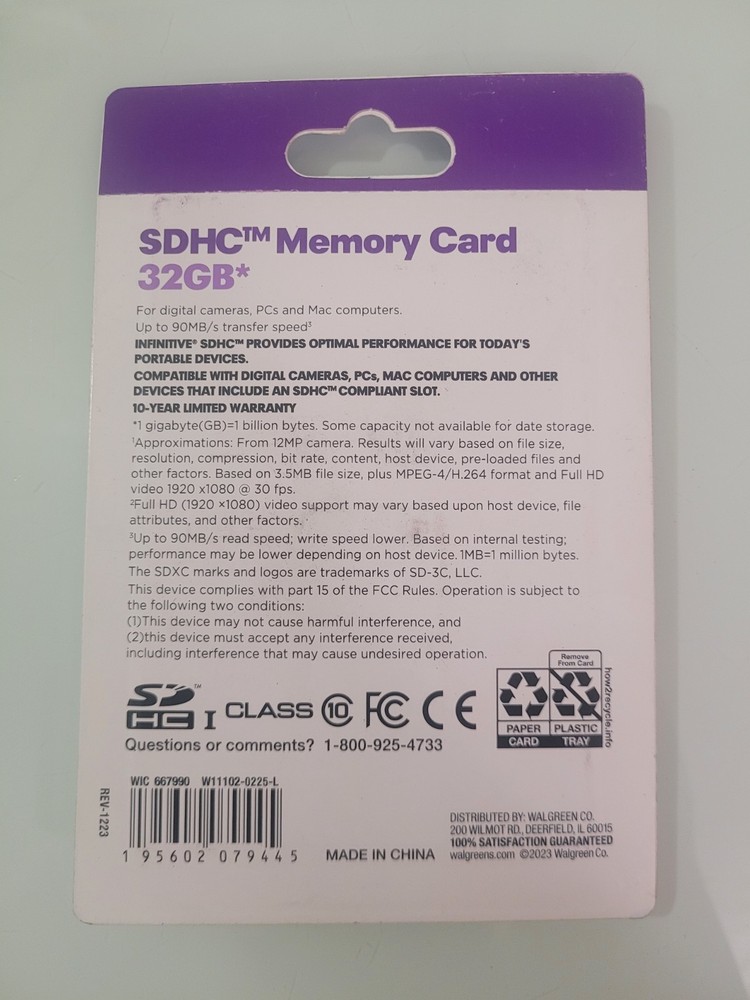 SDHC™ Memory Card
32GB*
For digital cameras, PCs and Mac computers.
Up to 90MB/s transfer speed³
INFINITIVE® SDHC™ PROVIDES OPTIMAL PERFORMANCE FOR TODAY'S
PORTABLE DEVICES.
COMPATIBLE WITH DIGITAL CAMERAS, PCs, MAC COMPUTERS AND OTHER
DEVICES THAT INCLUDE AN SDHC™ COMPLIANT SLOT.
10-YEAR LIMITED WARRANTY
*1 gigabyte(GB)=1 billion bytes. Some capacity not available for date storage.
¹Approximations: From 12MP camera. Results will vary based on file size,
resolution, compression, bit rate, content, host device, pre-loaded files and
other factors. Based on 3.5MB file size, plus MPEG-4/H.264 format and Full HD
video 1920 x1080 @ 30 fps.
²Full HD (1920 ×1080) video support may vary based upon host device, file
attributes, and other factors.
³Up to 90MB/s read speed; write speed lower. Based on internal testing;
performance may be lower depending on host device. 1MB=1 million bytes.
The SDXC marks and logos are trademarks of SD-3C, LLC.
This device complies with part 15 of the FCC Rules. Operation is subject to
the following two conditions:
(1)This device may not cause harmful interference, and
(2)this device must accept any interference received,
including interference that may cause undesired operation.
SD™
HC I CLASS 10 FC CE
Remove
From Card
PAPER PLASTIC
CARD TRAY
how2recycle.info
Questions or comments? 1-800-925-4733
WIC 667990 W11102-0225-L
REV-1223
1 95602 07944 5
MADE IN CHINA
DISTRIBUTED BY: WALGREEN CO.
200 WILMOT RD., DEERFIELD, IL 60015
100% SATISFACTION GUARANTEED
walgreens.com ©2023 Walgreen Co.